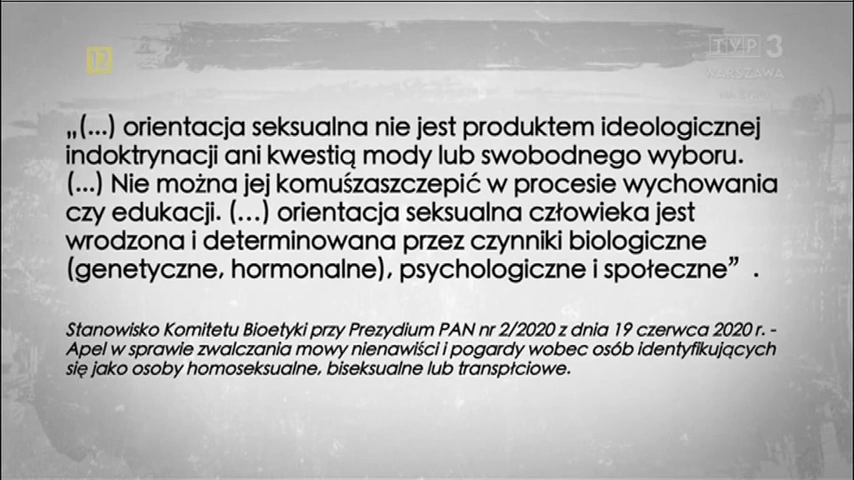 12
TVP 3
WARSZAWA
„(...) orientacja seksualna nie jest produktem ideologicznej
indoktrynacji ani kwestią mody lub swobodnego wyboru.
(...) Nie można jej komuśzaszczepić w procesie wychowania
czy edukacji. (...) orientacja seksualna człowieka jest
wrodzona i determinowana przez czynniki biologiczne
(genetyczne, hormonalne), psychologiczne i społeczne” .
Stanowisko Komitetu Bioetyki przy Prezydium PAN nr 2/2020 z dnia 19 czerwca 2020 r. -
Apel w sprawie zwalczania mowy nienawiści i pogardy wobec osób identyfikujących
się jako osoby homoseksualne, biseksualne lub transpłciowe.